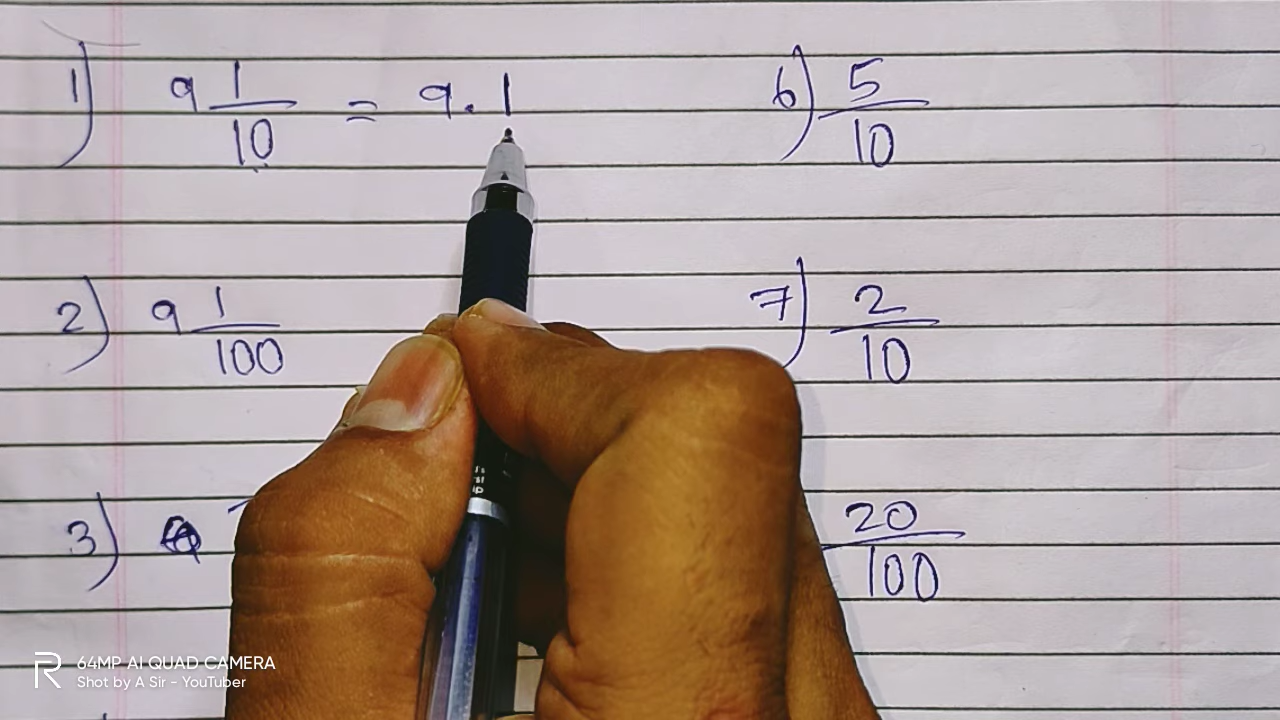 1) 9 1/10 = 9.1
6) 5/10
2) 9 1/100
7) 2/10
3)
20/100
64MP AI QUAD CAMERA
Shot by A Sir - YouTuber